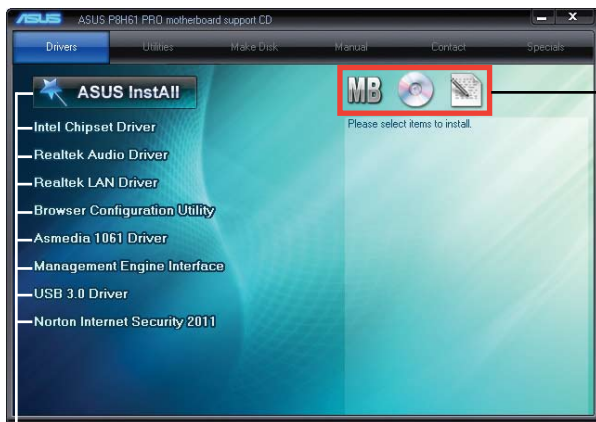 ASUS ASUS P8H61 PRO motherboard support CD
Drivers Utilities Make Disk Manual Contact Specials
ASUS InstAll
MB
Please select items to install.
Intel Chipset Driver
Realtek Audio Driver
Realtek LAN Driver
Browser Configuration Utility
Asmedia 1061 Driver
Management Engine Interface
USB 3.0 Driver
Norton Internet Security 2011